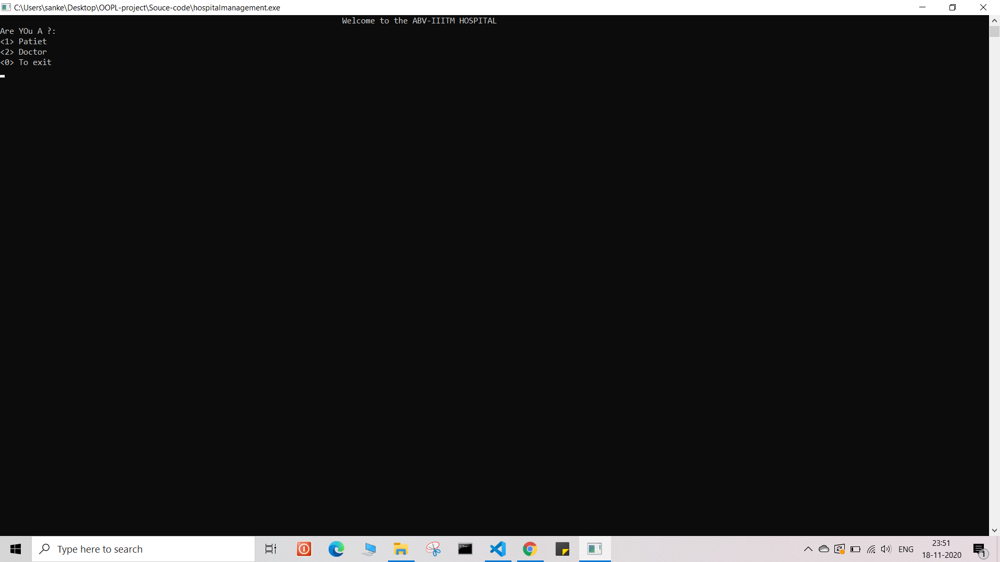 C:\Users\sanke\Desktop\OOPL-project\Souce-code\hospitalmanagement.exe
Welcome to the ABV-IIITM HOSPITAL
Are YOu A ?:
<1> Patiet
<2> Doctor
<0> To exit
Type here to search
ENG
23:51
18-11-2020
1